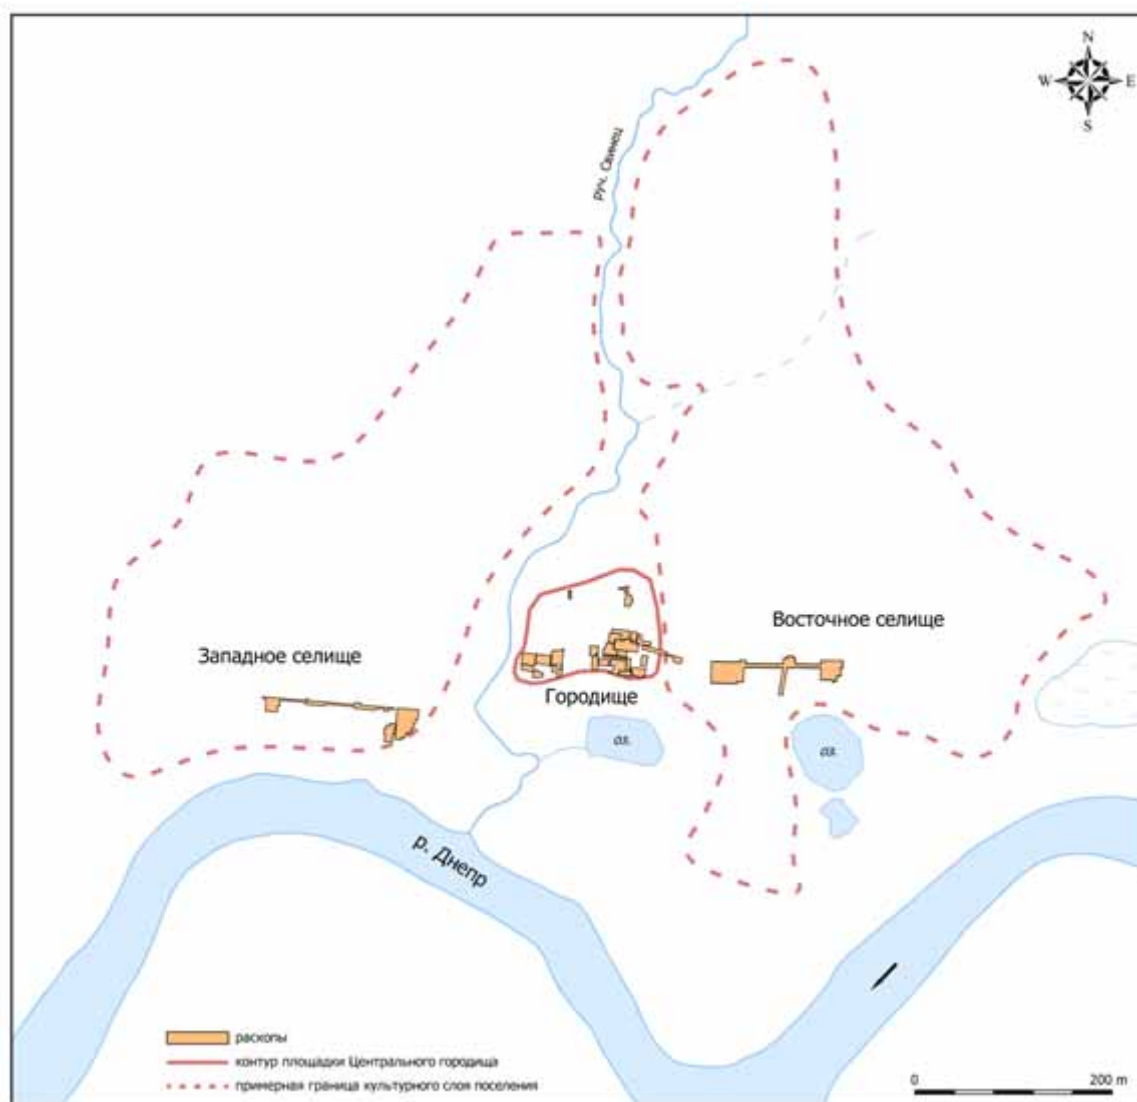 N
W
E
S
Руч. Свинец
Восточное селище
Западное селище
Городище
оз.
оз.
р. Днепр
раскопы
контур площадки Центрального городища
примерная граница культурного слоя поселения
0
200 m